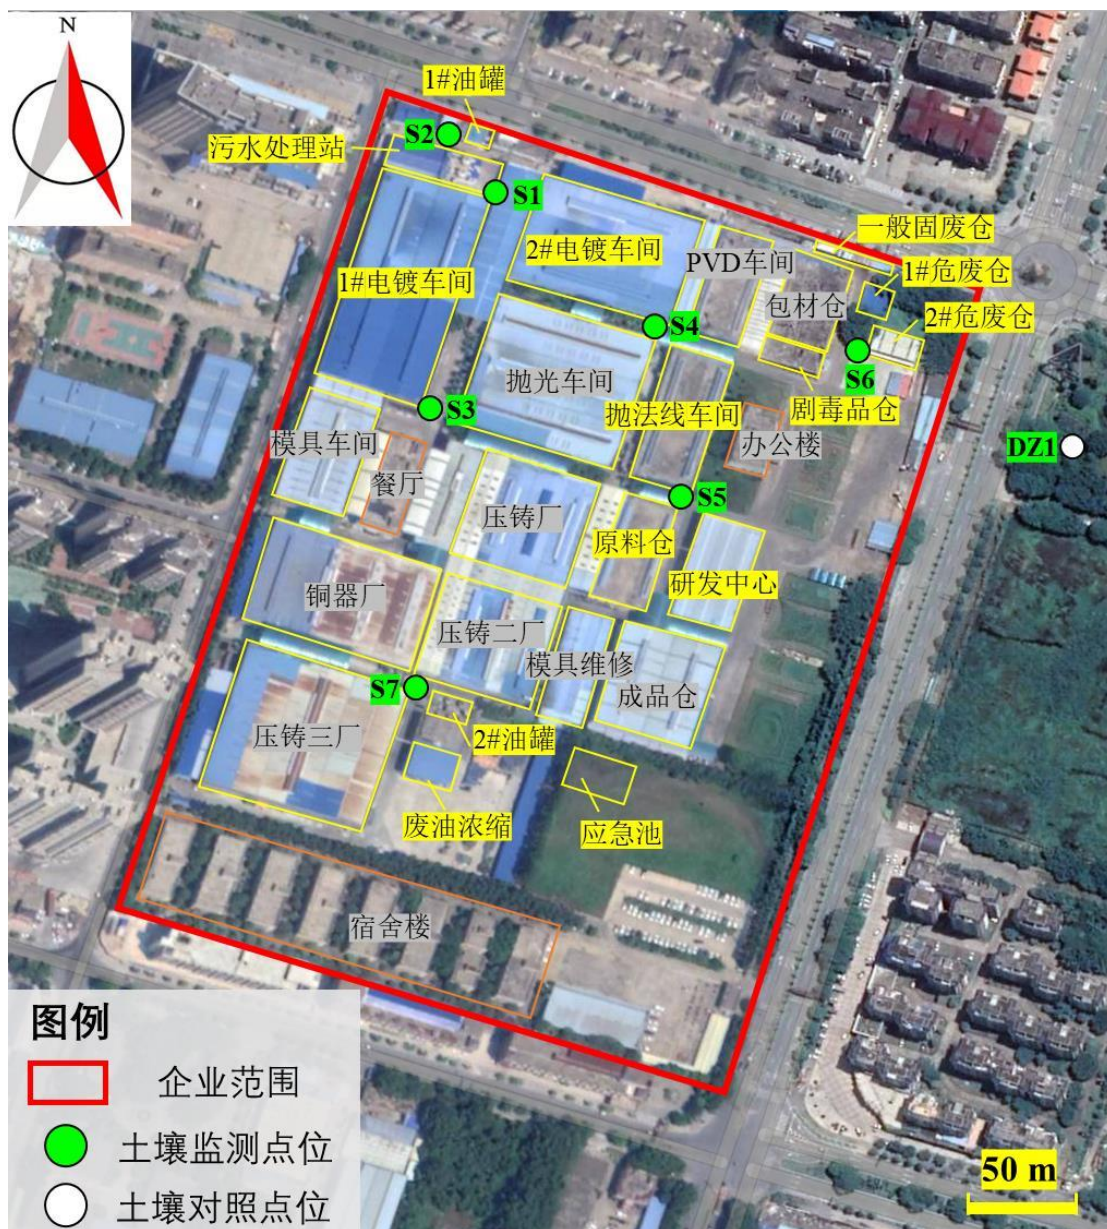 N
1#油罐
S2
污水处理站
S1
一般固废仓
2#电镀车间
PVD车间
1#危废仓
1#电镀车间
包材仓
2#危废仓
S4
S6
抛光车间
S3
抛法线车间
剧毒品仓
模具车间
办公楼
DZ1
餐厅
S5
压铸厂
原料仓
研发中心
铜器厂
压铸二厂
模具维修
S7
成品仓
压铸三厂
2#油罐
废油浓缩
应急池
宿舍楼
图例
企业范围
土壤监测点位
土壤对照点位
50 m